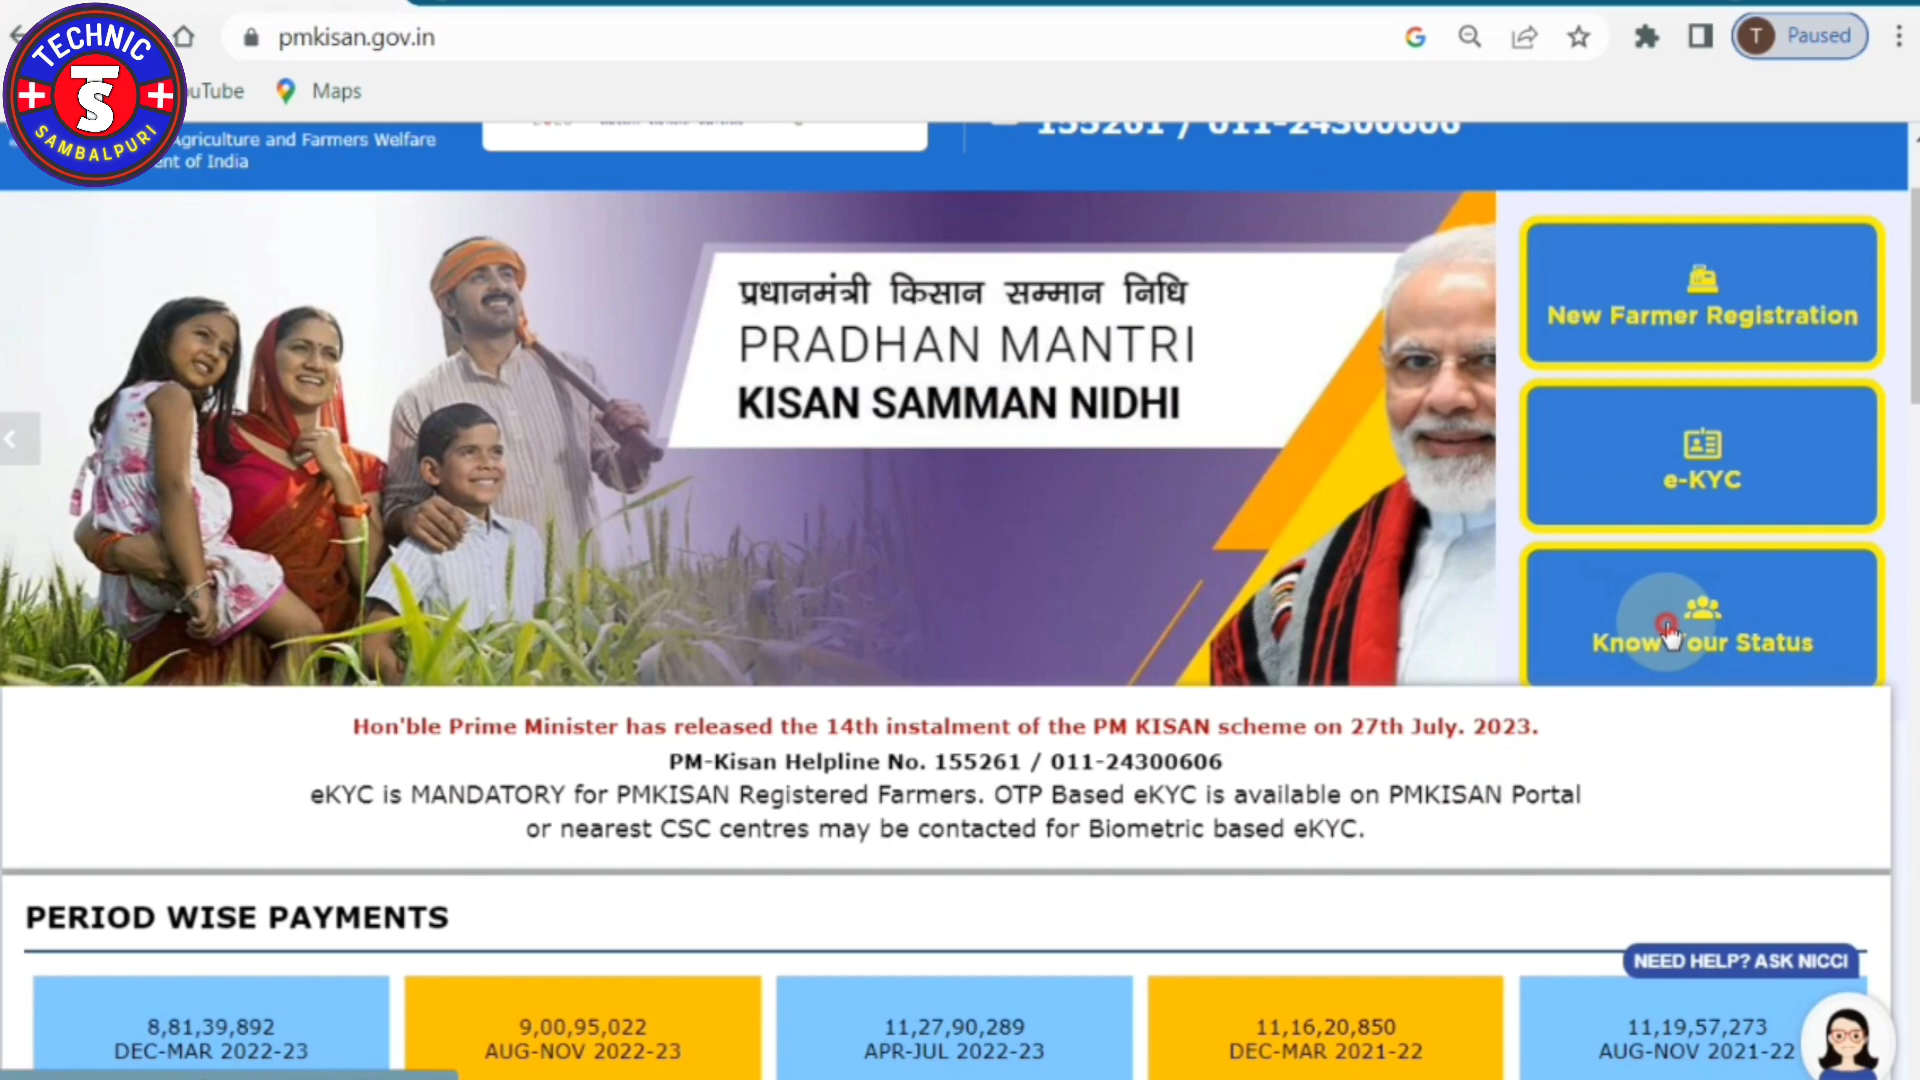 TECHNIC
TS
SAMBALPURI
pmkisan.gov.in
Paused
T
uTube
Maps
Agriculture and Farmers Welfare
ent of India
155261 / 011-24300606
प्रधानमंत्री किसान सम्मान निधि
PRADHAN MANTRI
KISAN SAMMAN NIDHI
New Farmer Registration
e-KYC
Know our Status
Hon'ble Prime Minister has released the 14th instalment of the PM KISAN scheme on 27th July. 2023.
PM-Kisan Helpline No. 155261 / 011-24300606
eKYC is MANDATORY for PMKISAN Registered Farmers. OTP Based eKYC is available on PMKISAN Portal
or nearest CSC centres may be contacted for Biometric based eKYC.
PERIOD WISE PAYMENTS
NEED HELP? ASK NICCI
8,81,39,892
DEC-MAR 2022-23
9,00,95,022
AUG-NOV 2022-23
11,27,90,289
APR-JUL 2022-23
11,16,20,850
DEC-MAR 2021-22
11,19,57,273
AUG-NOV 2021-22